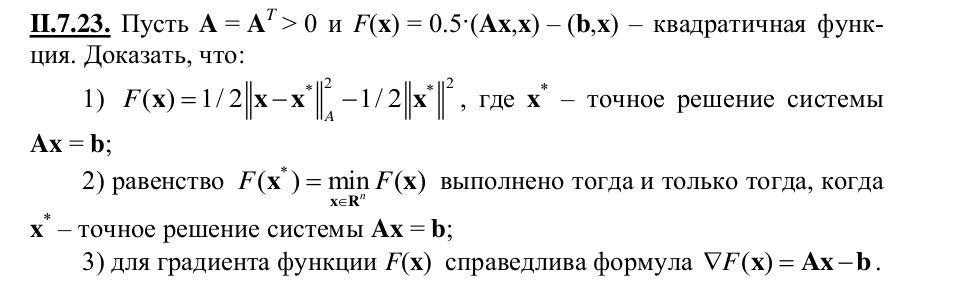 II.7.23. Пусть A = Aᵀ > 0 и F(x) = 0.5·(Ax,x) – (b,x) – квадратичная функ-
ция. Доказать, что:
1) F(x) = 1/2‖x – x*‖²_A – 1/2‖x*‖², где x* – точное решение системы
Ax = b;
2) равенство F(x*) = min_{x∈Rⁿ} F(x) выполнено тогда и только тогда, когда
x* – точное решение системы Ax = b;
3) для градиента функции F(x) справедлива формула ∇F(x) = Ax – b.